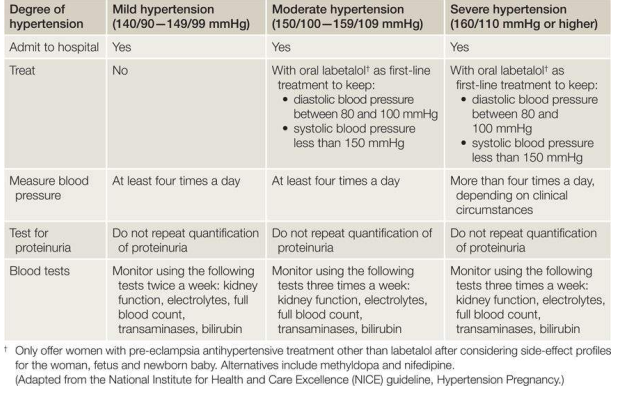 Degree of hypertension
Mild hypertension (140/90—149/99 mmHg)
Moderate hypertension (150/100—159/109 mmHg)
Severe hypertension (160/110 mmHg or higher)
Admit to hospital
Yes
Yes
Yes
Treat
No
With oral labetalol† as first-line
treatment to keep:
• diastolic blood pressure
between 80 and 100 mmHg
• systolic blood pressure
less than 150 mmHg
With oral labetalol† as
first-line treatment to keep:
• diastolic blood pressure
between 80 and
100 mmHg
• systolic blood pressure
less than 150 mmHg
Measure blood
pressure
At least four times a day
At least four times a day
More than four times a day,
depending on clinical
circumstances
Test for
proteinuria
Do not repeat quantification
of proteinuria
Do not repeat quantification of
proteinuria
Do not repeat quantification
of proteinuria
Blood tests
Monitor using the following
tests twice a week: kidney
function, electrolytes, full
blood count,
transaminases, bilirubin
Monitor using the following
tests three times a week:
kidney function, electrolytes,
full blood count,
transaminases, bilirubin
Monitor using the following
tests three times a week:
kidney function, electrolytes,
full blood count,
transaminases, bilirubin
† Only offer women with pre-eclampsia antihypertensive treatment other than labetalol after considering side-effect profiles
for the woman, fetus and newborn baby. Alternatives include methyldopa and nifedipine.
(Adapted from the National Institute for Health and Care Excellence (NICE) guideline, Hypertension Pregnancy.)